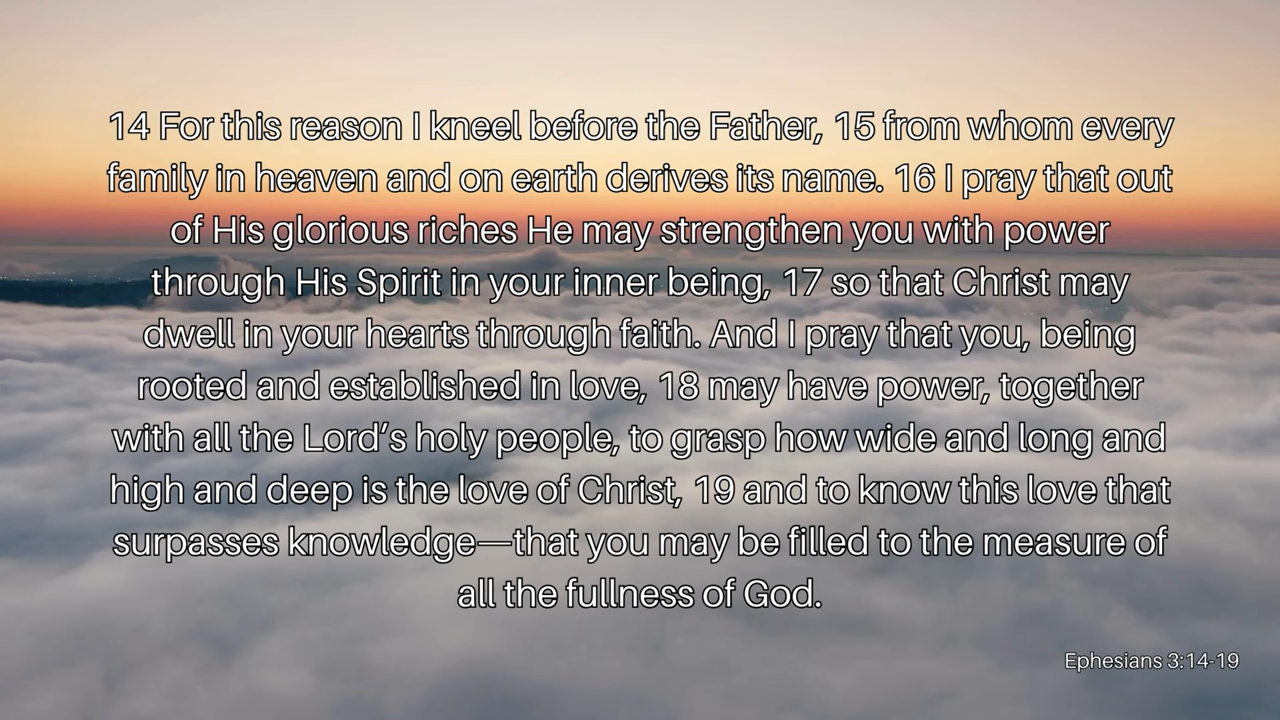 14 For this reason I kneel before the Father, 15 from whom every
family in heaven and on earth derives its name. 16 I pray that out
of His glorious riches He may strengthen you with power
through His Spirit in your inner being, 17 so that Christ may
dwell in your hearts through faith. And I pray that you, being
rooted and established in love, 18 may have power, together
with all the Lord’s holy people, to grasp how wide and long and
high and deep is the love of Christ, 19 and to know this love that
surpasses knowledge—that you may be filled to the measure of
all the fullness of God.
Ephesians 3:14-19